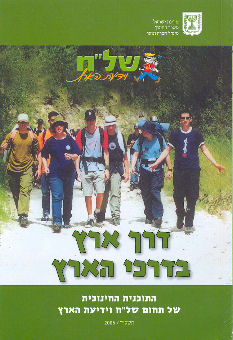 של"ח
וידיעת הארץ
דרך ארץ
בדרכי הארץ
התוכנית החינוכית
של תחום של"ח וידיעת הארץ